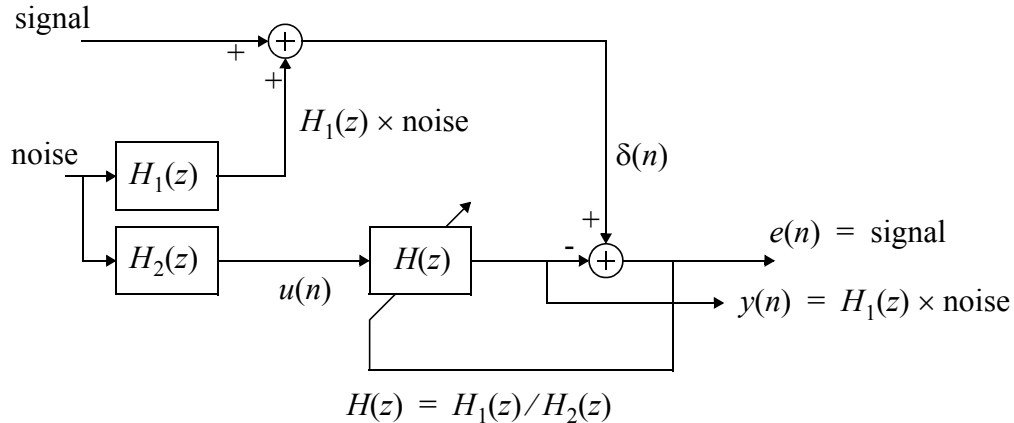 signal
+
+
+
H₁(z) × noise
noise
H₁(z)
δ(n)
H₂(z)
u(n)
H(z)
+
-
+
e(n) = signal
y(n) = H₁(z) × noise
H(z) = H₁(z) ⁄ H₂(z)